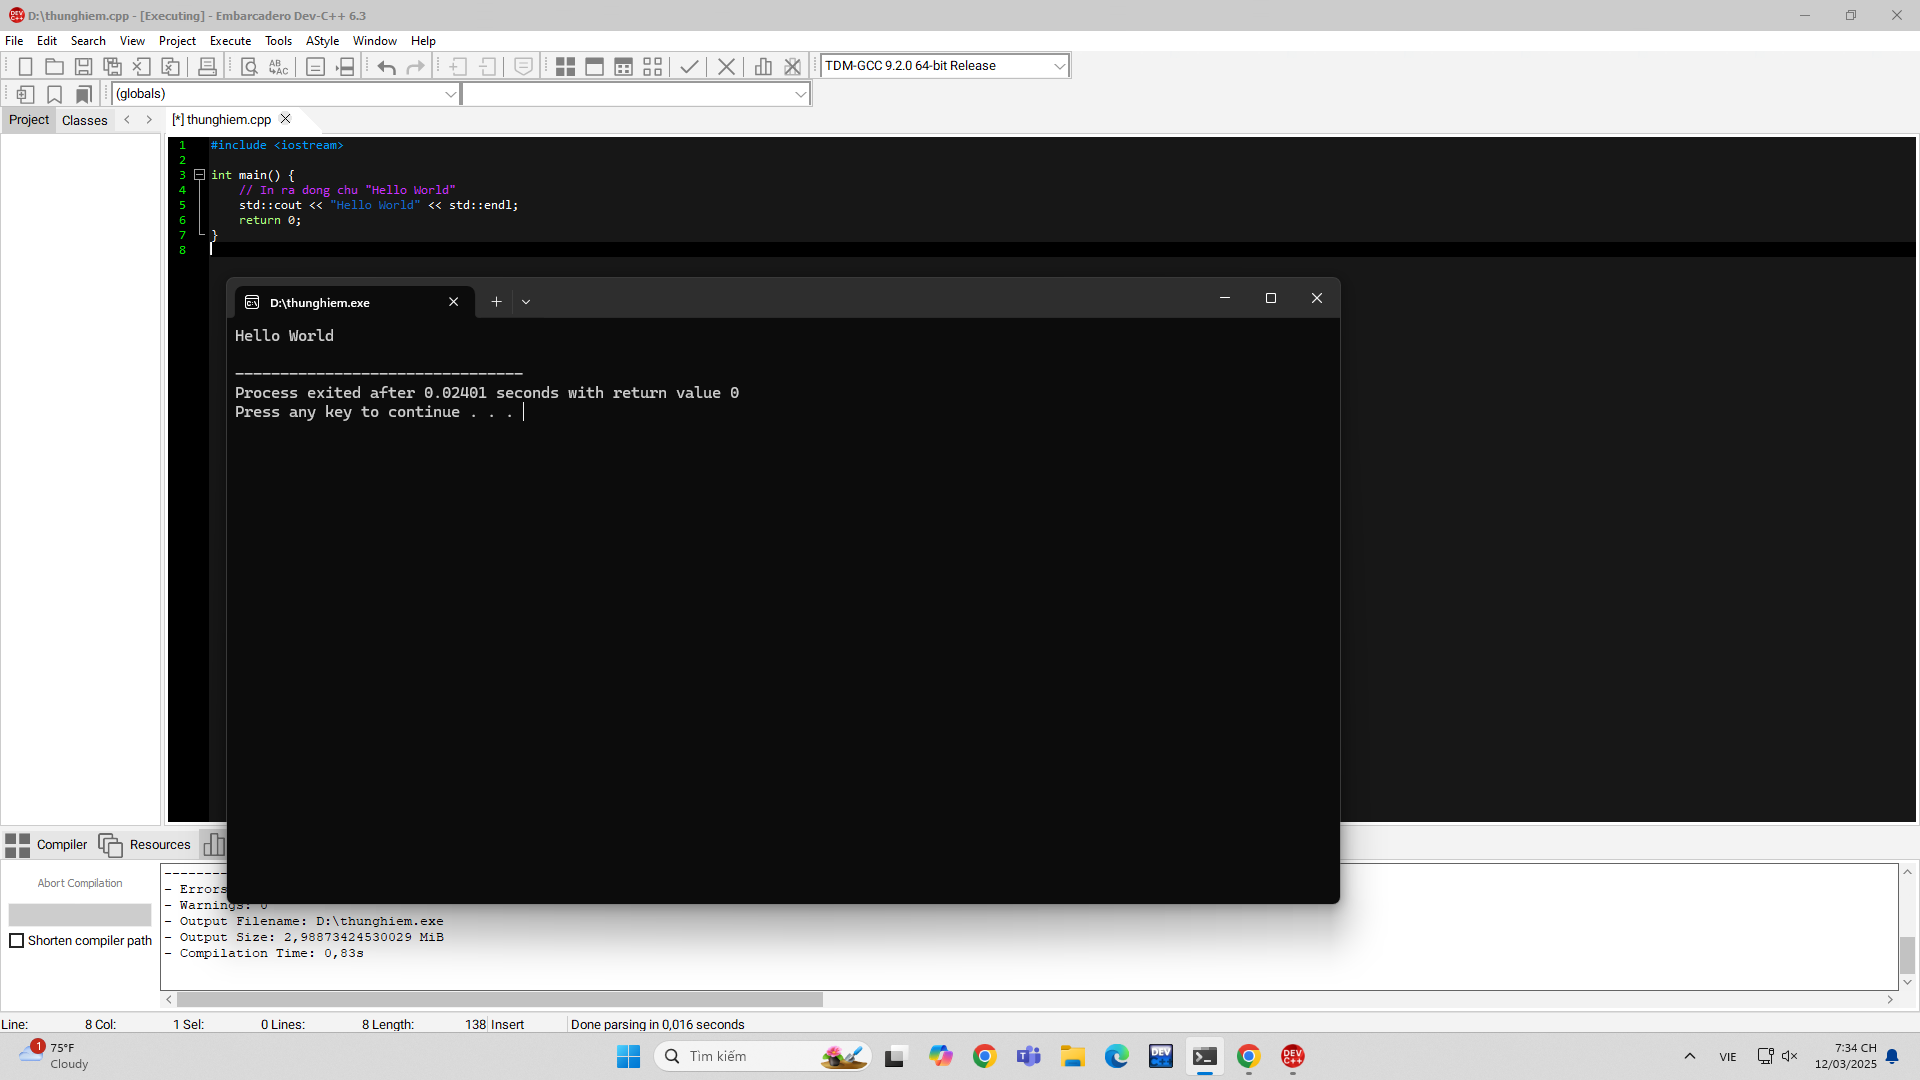 D:\thunghiem.cpp - [Executing] - Embarcadero Dev-C++ 6.3
File Edit Search View Project Execute Tools AStyle Window Help
TDM-GCC 9.2.0 64-bit Release
(globals)
Project Classes [*] thunghiem.cpp
1 #include <iostream>
2
3 int main() {
4 // In ra dong chu "Hello World"
5 std::cout << "Hello World" << std::endl;
6 return 0;
7 }
8
D:\thunghiem.exe
Hello World
--------------------------------
Process exited after 0.02401 seconds with return value 0
Press any key to continue . . .
Compiler Resources
Abort Compilation
Shorten compiler path
--------
- Errors
- Warnings: 0
- Output Filename: D:\thunghiem.exe
- Output Size: 2,98873424530029 MiB
- Compilation Time: 0,83s
Line: 8 Col: 1 Sel: 0 Lines: 8 Length: 138 Insert Done parsing in 0,016 seconds
1 75°F
Cloudy
Tìm kiếm
VIE
7:34 CH
12/03/2025